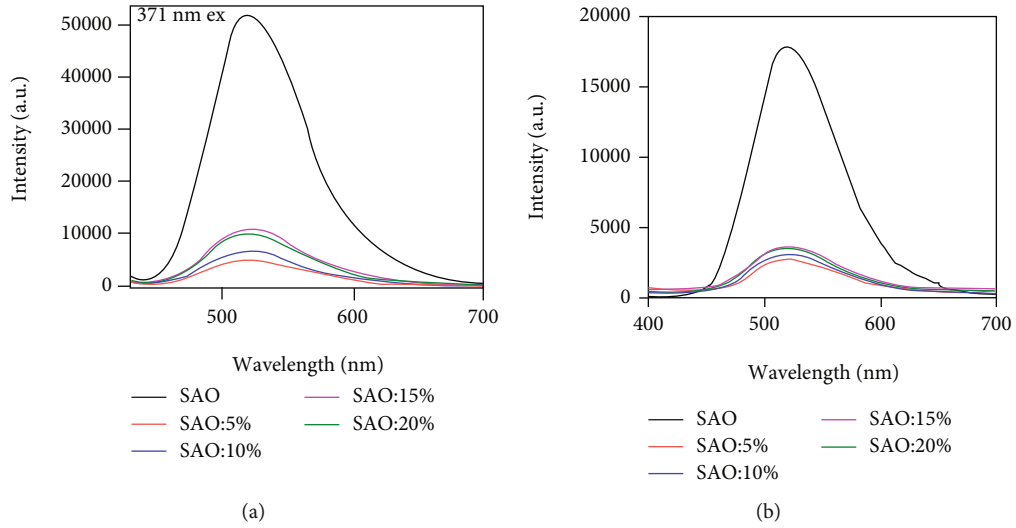 371 nm ex
50000
40000
30000
20000
10000
0
Intensity (a.u.)
500 600 700
Wavelength (nm)
SAO SAO:15%
SAO:5% SAO:20%
SAO:10%
(a)
20000
15000
10000
5000
0
Intensity (a.u.)
400 500 600 700
Wavelength (nm)
SAO SAO:15%
SAO:5% SAO:20%
SAO:10%
(b)